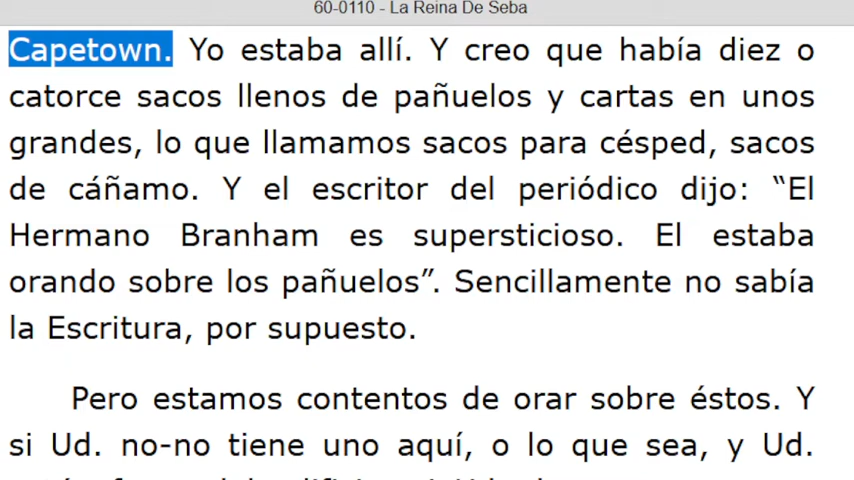 60-0110 - La Reina De Seba
Capetown. Yo estaba allí. Y creo que había diez o
catorce sacos llenos de pañuelos y cartas en unos
grandes, lo que llamamos sacos para césped, sacos
de cáñamo. Y el escritor del periódico dijo: “El
Hermano Branham es supersticioso. El estaba
orando sobre los pañuelos”. Sencillamente no sabía
la Escritura, por supuesto.
Pero estamos contentos de orar sobre éstos. Y
si Ud. no-no tiene uno aquí, o lo que sea, y Ud.